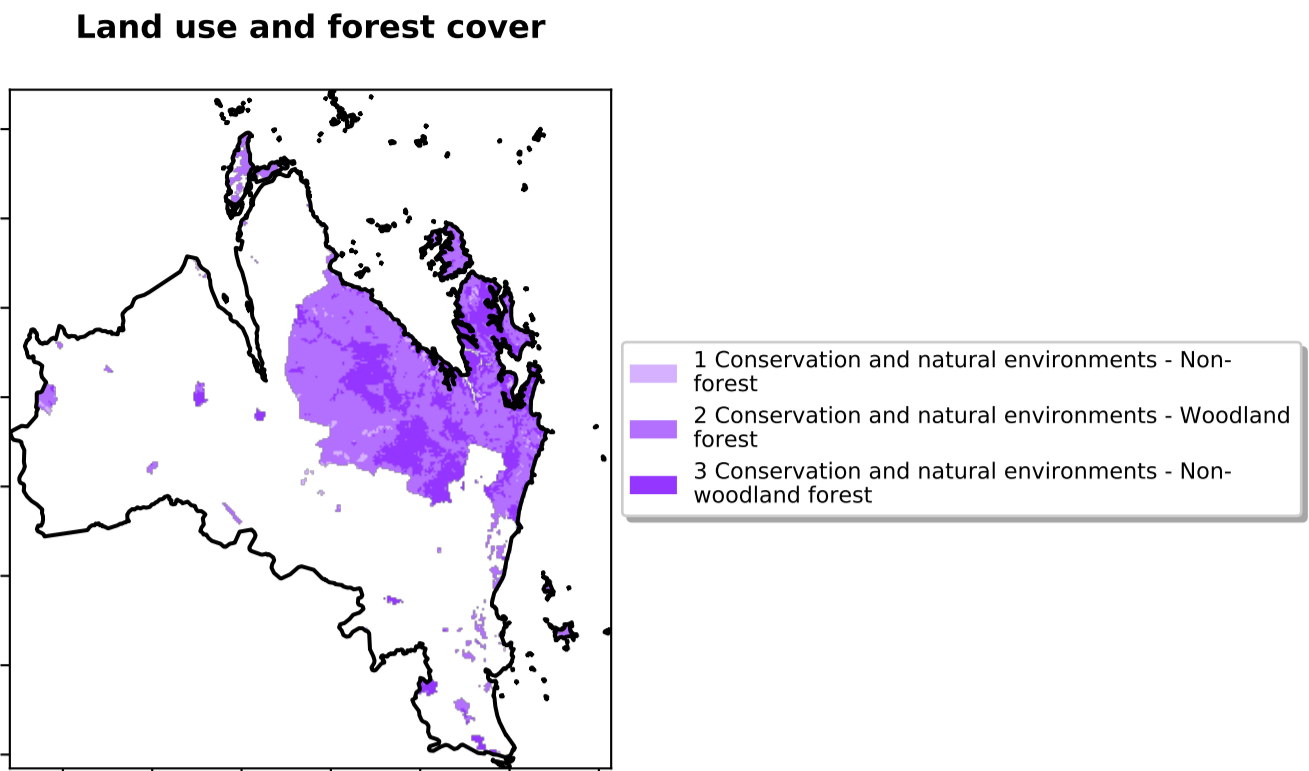 Land use and forest cover
1 Conservation and natural environments - Non-
forest
2 Conservation and natural environments - Woodland
forest
3 Conservation and natural environments - Non-
woodland forest